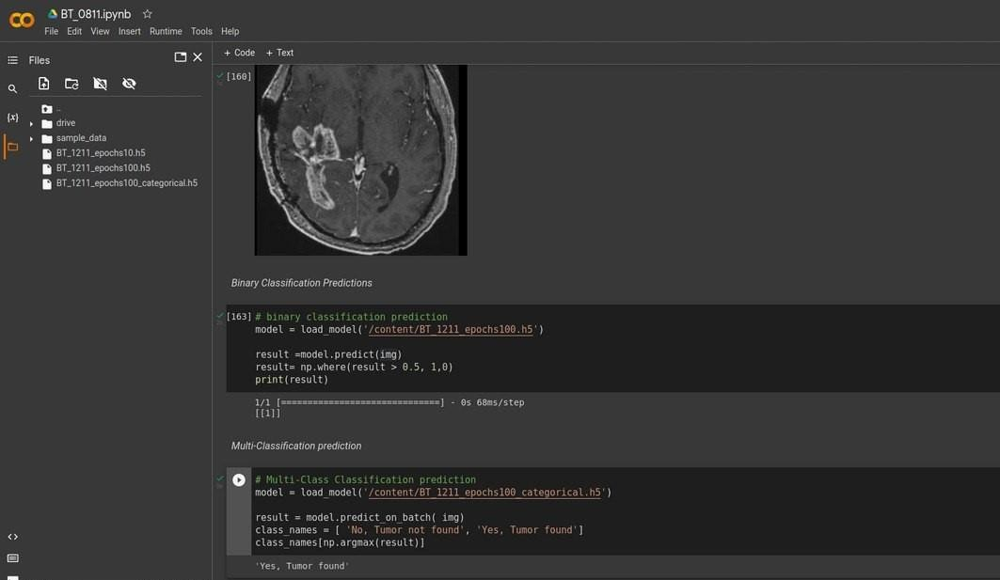 BT_0811.ipynb
File Edit View Insert Runtime Tools Help
Files
+ Code + Text
..
drive
sample_data
BT_1211_epochs10.h5
BT_1211_epochs100.h5
BT_1211_epochs100_categorical.h5
{x}
<>
[160]
Binary Classification Predictions
[163] # binary classification prediction
model = load_model('/content/BT_1211_epochs100.h5')
result =model.predict(img)
result= np.where(result > 0.5, 1,0)
print(result)
1/1 [==============================] - 0s 68ms/step
[[1]]
Multi-Classification prediction
# Multi-Class Classification prediction
model = load_model('/content/BT_1211_epochs100_categorical.h5')
result = model.predict_on_batch( img)
class_names = [ 'No, Tumor not found', 'Yes, Tumor found']
class_names[np.argmax(result)]
'Yes, Tumor found'